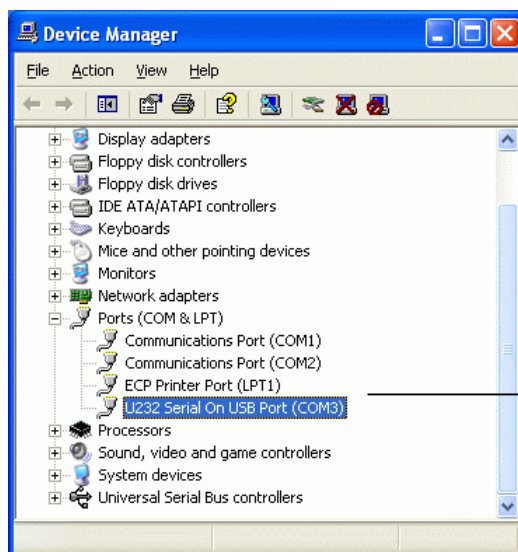 Device Manager
File Action View Help
Display adapters
Floppy disk controllers
Floppy disk drives
IDE ATA/ATAPI controllers
Keyboards
Mice and other pointing devices
Monitors
Network adapters
Ports (COM & LPT)
Communications Port (COM1)
Communications Port (COM2)
ECP Printer Port (LPT1)
U232 Serial On USB Port (COM3)
Processors
Sound, video and game controllers
System devices
Universal Serial Bus controllers